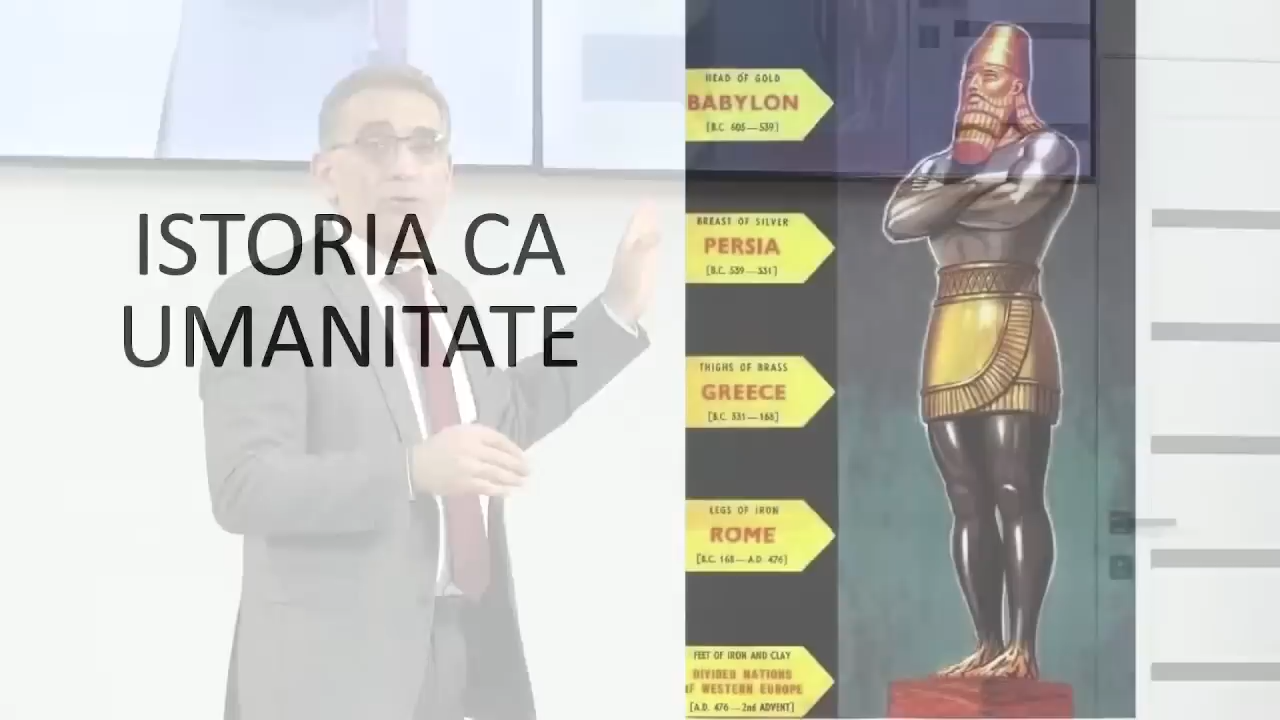 ISTORIA CA
UMANITATE
HEAD OF GOLD
BABYLON
[B.C. 605—539]
BREAST OF SILVER
PERSIA
[B.C. 539—331]
THIGHS OF BRASS
GREECE
[B.C. 331—168]
LEGS OF IRON
ROME
[B.C. 168—A.D. 476]
FEET OF IRON AND CLAY
DIVIDED NATIONS
OF WESTERN EUROPE
[A.D. 476—2nd ADVENT]